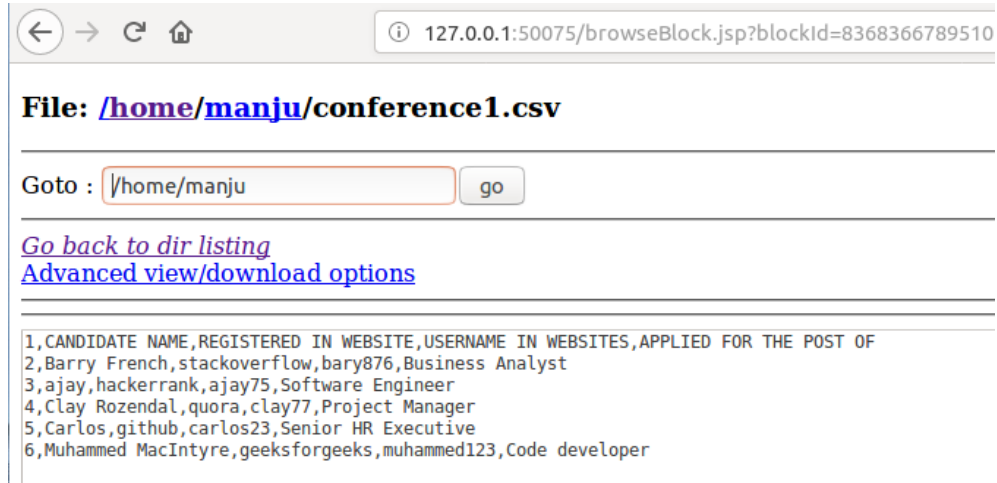 127.0.0.1:50075/browseBlock.jsp?blockId=8368366789510
File: /home/manju/conference1.csv
Goto : /home/manju go
Go back to dir listing
Advanced view/download options
1,CANDIDATE NAME,REGISTERED IN WEBSITE,USERNAME IN WEBSITES,APPLIED FOR THE POST OF
2,Barry French,stackoverflow,bary876,Business Analyst
3,ajay,hackerrank,ajay75,Software Engineer
4,Clay Rozendal,quora,clay77,Project Manager
5,Carlos,github,carlos23,Senior HR Executive
6,Muhammed MacIntyre,geeksforgeeks,muhammed123,Code developer